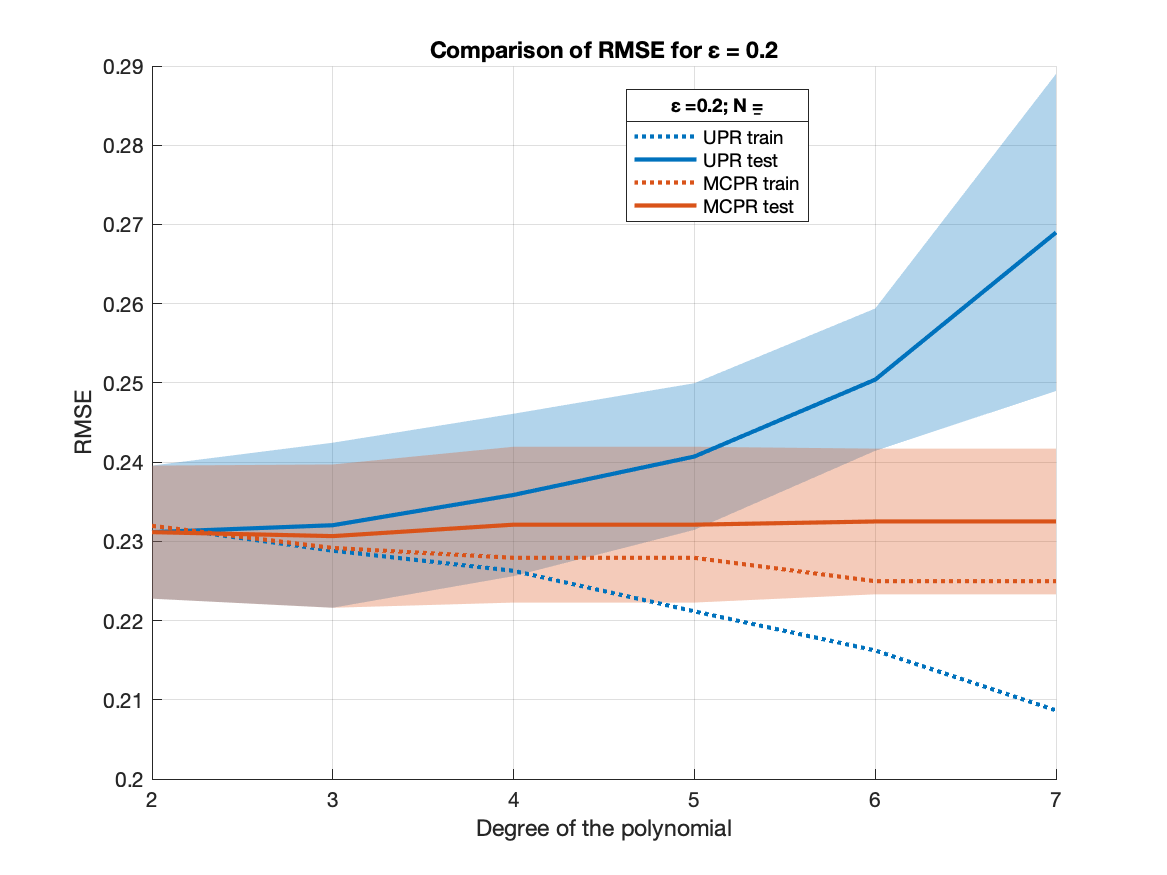 Comparison of RMSE for ε = 0.2
0.29
0.28
0.27
0.26
0.25
0.24
0.23
0.22
0.21
0.2
RMSE
ε =0.2; N =
UPR train
UPR test
MCPR train
MCPR test
2 3 4 5 6 7
Degree of the polynomial